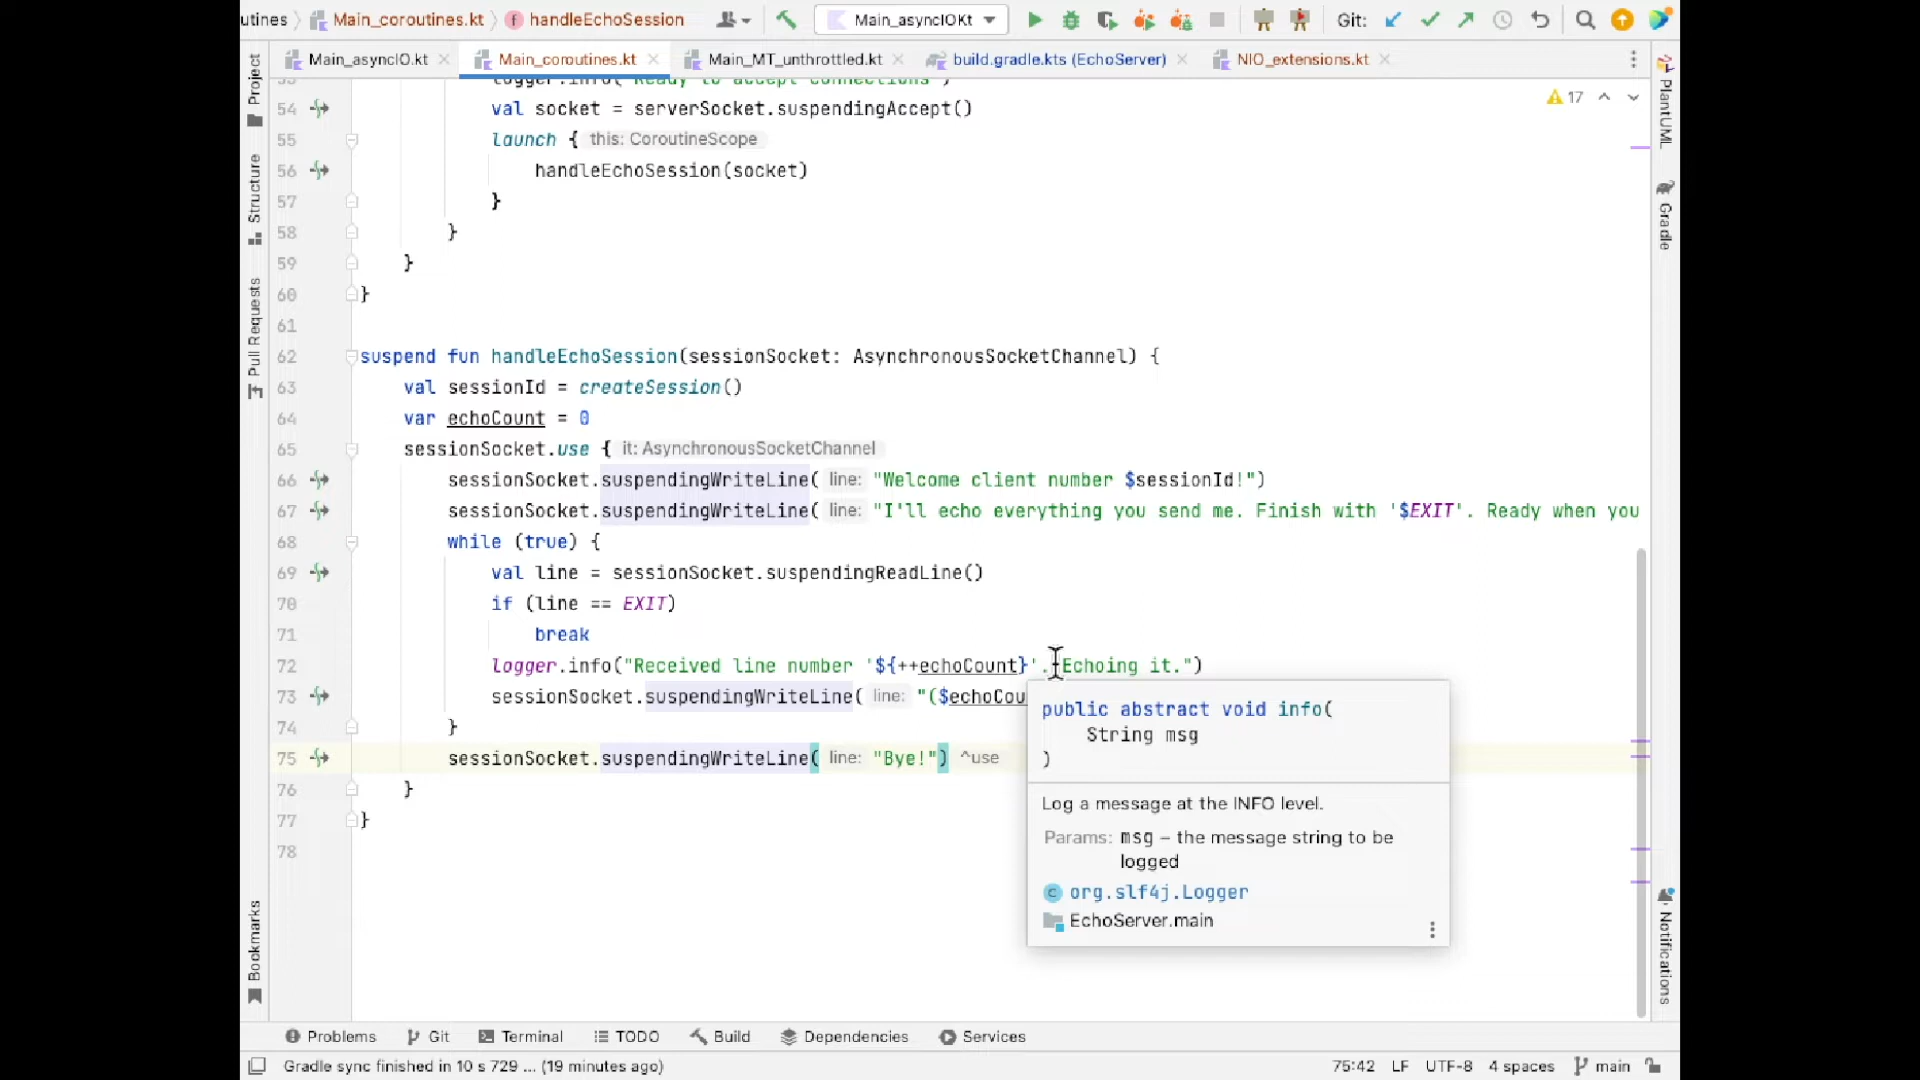 utines
Main_coroutines.kt
handleEchoSession
Main_asyncIOKt
Git:
Main_asyncIO.kt
Main_coroutines.kt
Main_MT_unthrottled.kt
build.gradle.kts (EchoServer)
NIO_extensions.kt
Project
Structure
Pull Requests
Bookmarks
PlantUML
Gradle
Notifications
17
53 logger.info("Ready to accept connections")
54 val socket = serverSocket.suspendingAccept()
55 launch { this: CoroutineScope
56 handleEchoSession(socket)
57 }
58 }
59 }
60 }
61
62 suspend fun handleEchoSession(sessionSocket: AsynchronousSocketChannel) {
63 val sessionId = createSession()
64 var echoCount = 0
65 sessionSocket.use { it: AsynchronousSocketChannel
66 sessionSocket.suspendingWriteLine( line: "Welcome client number $sessionId!")
67 sessionSocket.suspendingWriteLine( line: "I'll echo everything you send me. Finish with '$EXIT'. Ready when you
68 while (true) {
69 val line = sessionSocket.suspendingReadLine()
70 if (line == EXIT)
71 break
72 logger.info("Received line number '${++echoCount}'. Echoing it.")
73 sessionSocket.suspendingWriteLine( line: "($echoCou
74 }
75 sessionSocket.suspendingWriteLine( line: "Bye!") ^use
76 }
77 }
78
public abstract void info(
String msg
)
Log a message at the INFO level.
Params: msg – the message string to be
logged
org.slf4j.Logger
EchoServer.main
Problems
Git
Terminal
TODO
Build
Dependencies
Services
Gradle sync finished in 10 s 729 ... (19 minutes ago)
75:42 LF UTF-8 4 spaces main